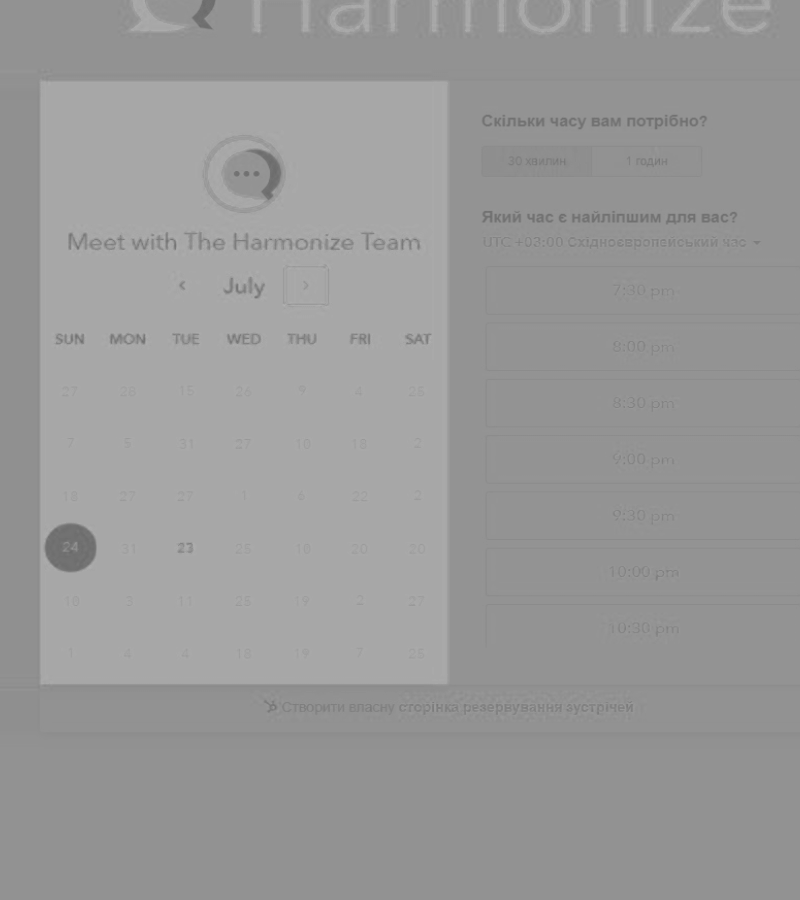 Harmonize
Meet with The Harmonize Team
‹ July ›
SUN MON TUE WED THU FRI SAT
27 28 15 26 9 4 25
7 5 31 27 10 18 2
18 27 27 1 4 22 2
24 31 23 25 18 20 20
18 3 11 25 19 2 27
1 4 4 18 19 7 25
Скільки часу вам потрібно?
30 хвилин 1 годин
Який час є найліпшим для вас?
UTC +03:00 Східноєвропейський час
7:30 pm
8:00 pm
8:30 pm
9:00 pm
9:30 pm
10:00 pm
10:30 pm
Створити власну сторінка резервування зустрічей